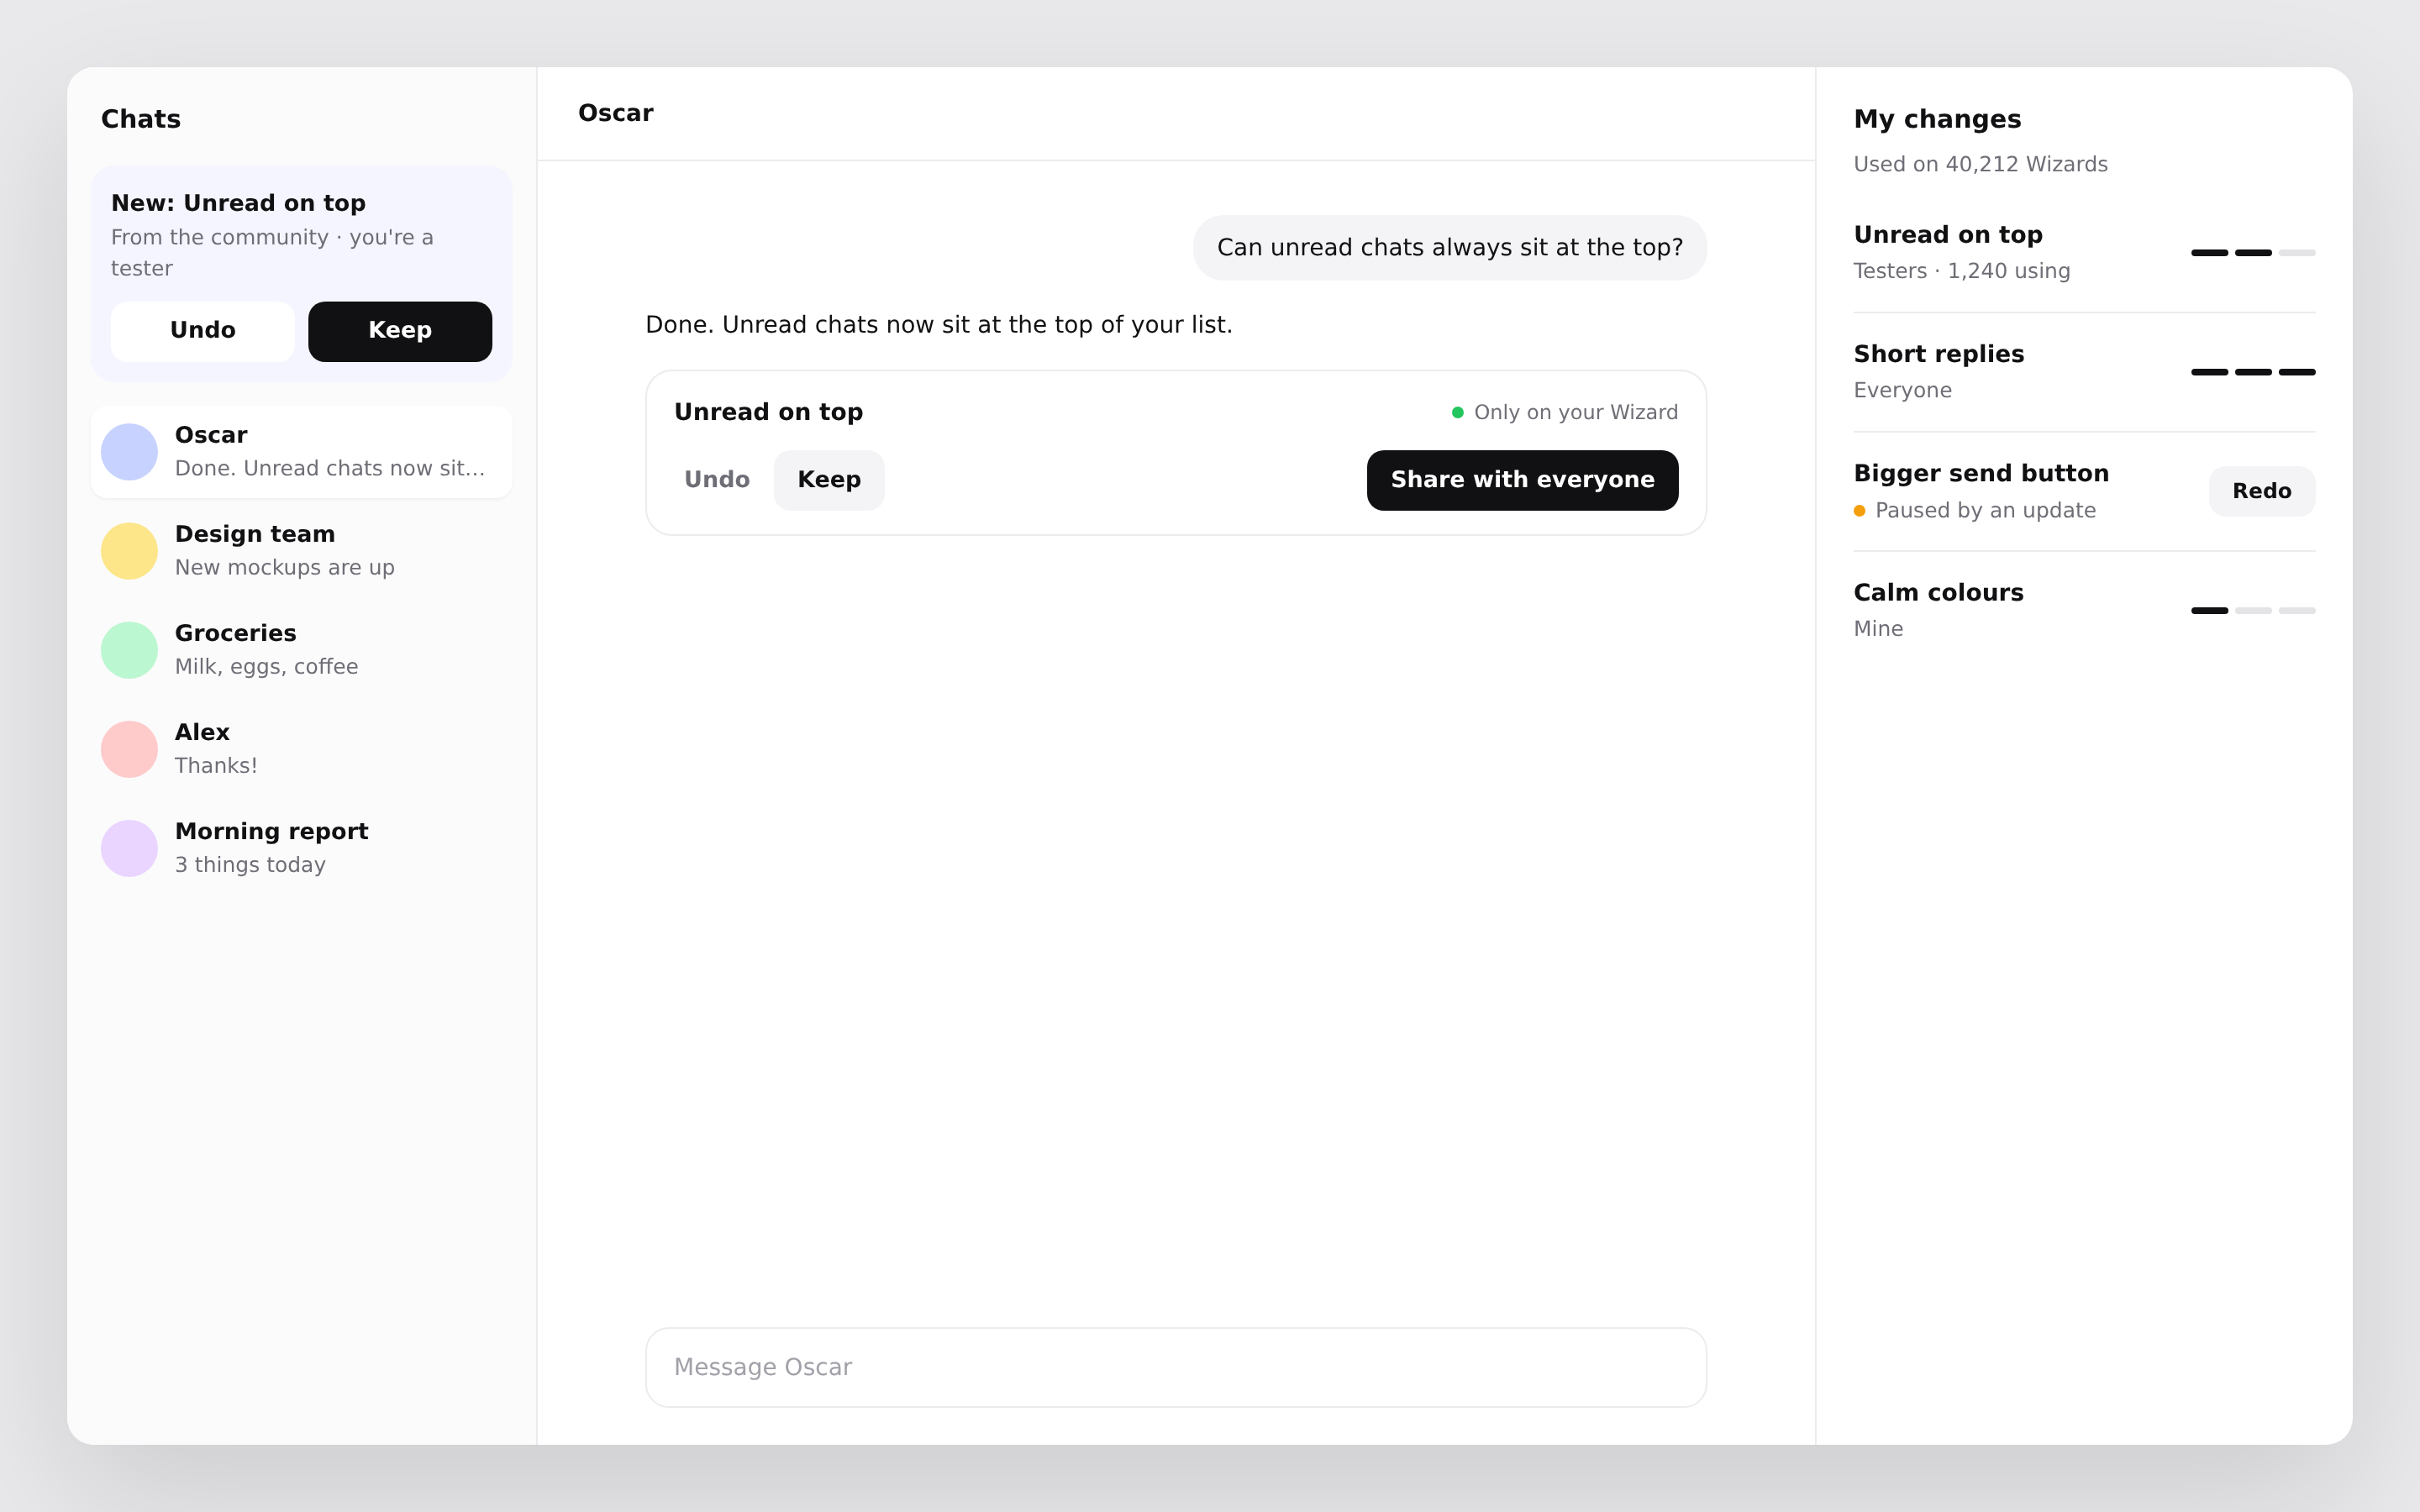 Chats
New: Unread on top
From the community · you're a
tester
Undo
Keep
Oscar
Done. Unread chats now sit…
Design team
New mockups are up
Groceries
Milk, eggs, coffee
Alex
Thanks!
Morning report
3 things today
Oscar
Can unread chats always sit at the top?
Done. Unread chats now sit at the top of your list.
Unread on top
Only on your Wizard
Undo
Keep
Share with everyone
Message Oscar
My changes
Used on 40,212 Wizards
Unread on top
Testers · 1,240 using
Short replies
Everyone
Bigger send button
Paused by an update
Redo
Calm colours
Mine